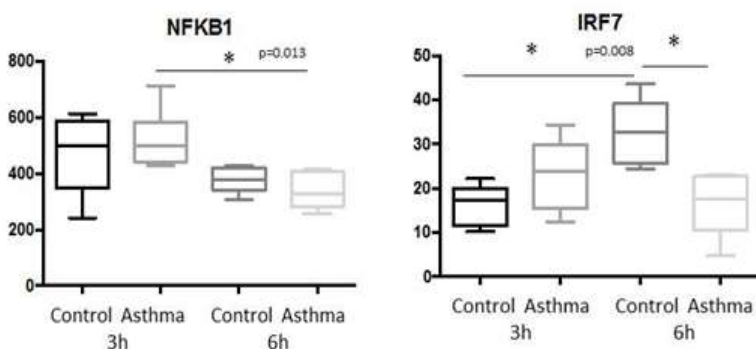 NFKB1
* p=0.013
800
600
400
200
0
Control Asthma Control Asthma
3h 6h
IRF7
* p=0.008 *
50
40
30
20
10
0
Control Asthma Control Asthma
3h 6h